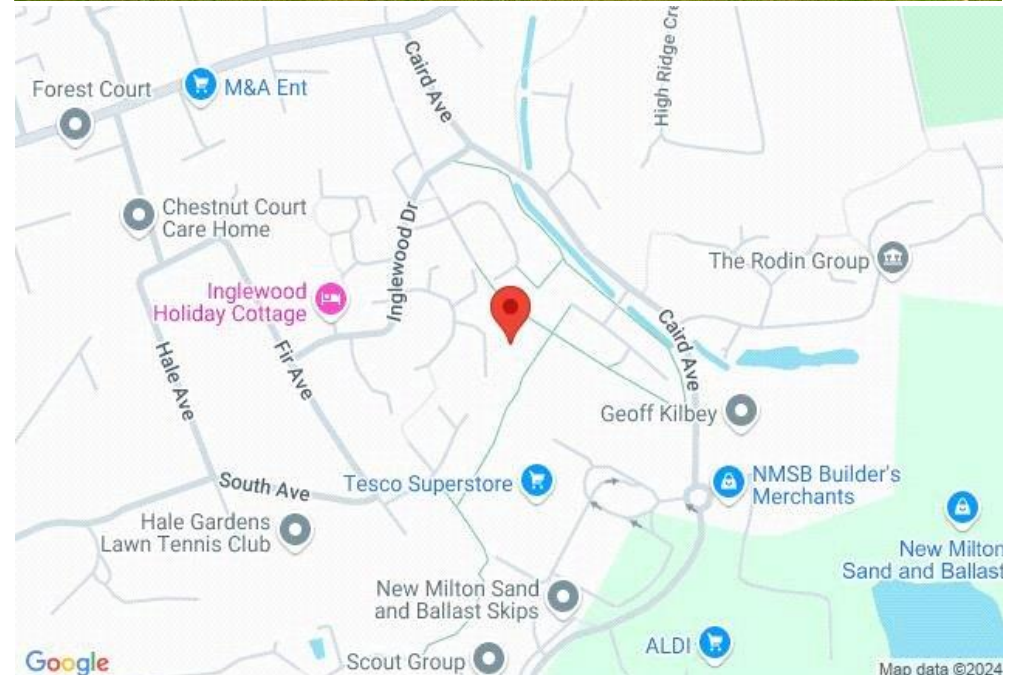 High Ridge Cre
Caird Ave
M&A Ent
Forest Court
Chestnut Court
Care Home
Inglewood Dr
The Rodin Group
Inglewood
Holiday Cottage
Caird Ave
Hale Ave
Fir Ave
Geoff Kilbey
South Ave
Tesco Superstore
NMSB Builder's
Merchants
Hale Gardens
Lawn Tennis Club
New Milton
Sand and Ballast
New Milton Sand
and Ballast Skips
ALDI
Scout Group
Google
Map data ©2024